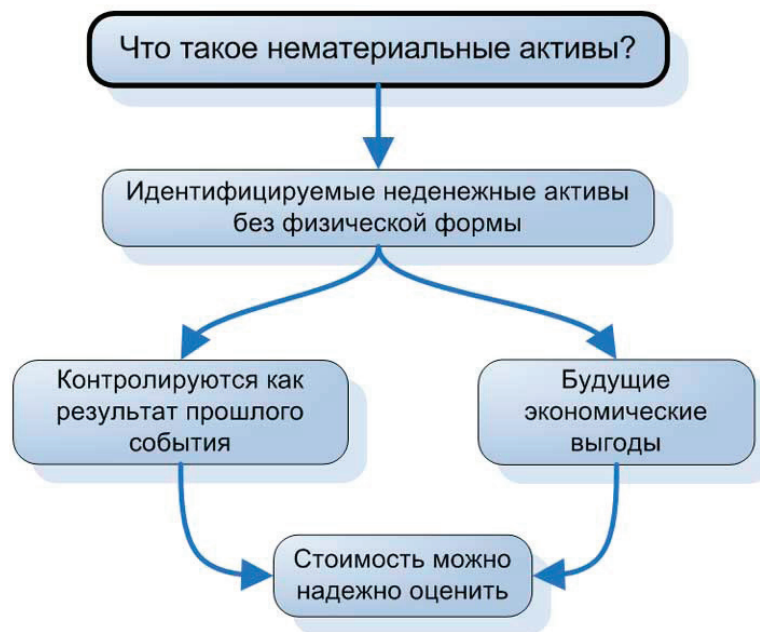 Что такое нематериальные активы?
Идентифицируемые неденежные активы
без физической формы
Контролируются как
результат прошлого
события
Будущие
экономические
выгоды
Стоимость можно
надежно оценить